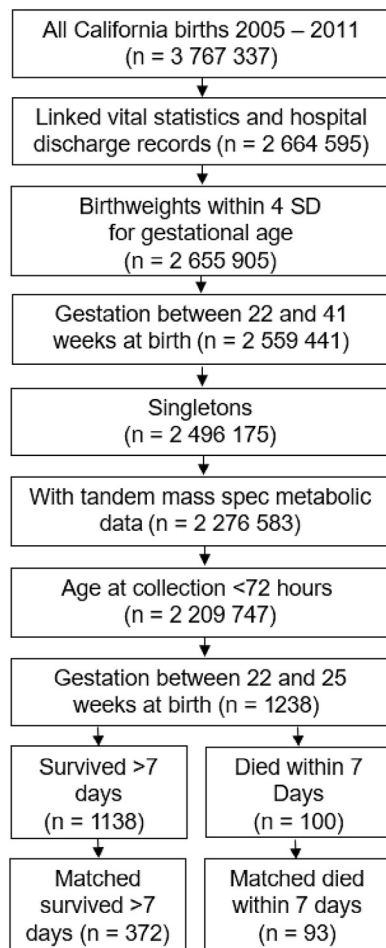 All California births 2005 – 2011
(n = 3 767 337)
Linked vital statistics and hospital
discharge records (n = 2 664 595)
Birthweights within 4 SD
for gestational age
(n = 2 655 905)
Gestation between 22 and 41
weeks at birth (n = 2 559 441)
Singletons
(n = 2 496 175)
With tandem mass spec metabolic
data (n = 2 276 583)
Age at collection <72 hours
(n = 2 209 747)
Gestation between 22 and 25
weeks at birth (n = 1238)
Survived >7
days
(n = 1138)
Died within 7
Days
(n = 100)
Matched
survived >7
days (n = 372)
Matched died
within 7 days
(n = 93)